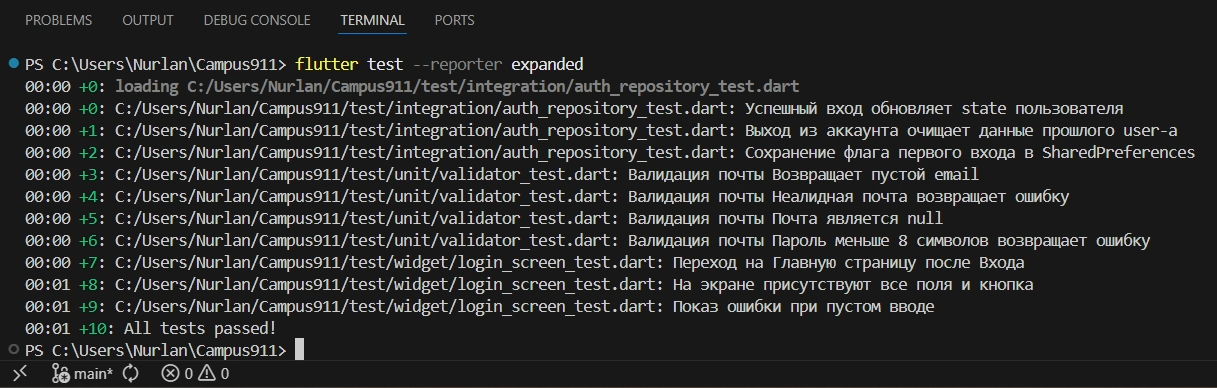 PROBLEMS OUTPUT DEBUG CONSOLE TERMINAL PORTS
PS C:\Users\Nurlan\Campus911> flutter test --reporter expanded
00:00 +0: loading C:/Users/Nurlan/Campus911/test/integration/auth_repository_test.dart
00:00 +0: C:/Users/Nurlan/Campus911/test/integration/auth_repository_test.dart: Успешный вход обновляет state пользователя
00:00 +1: C:/Users/Nurlan/Campus911/test/integration/auth_repository_test.dart: Выход из аккаунта очищает данные прошлого user-а
00:00 +2: C:/Users/Nurlan/Campus911/test/integration/auth_repository_test.dart: Сохранение флага первого входа в SharedPreferences
00:00 +3: C:/Users/Nurlan/Campus911/test/unit/validator_test.dart: Валидация почты Возвращает пустой email
00:00 +4: C:/Users/Nurlan/Campus911/test/unit/validator_test.dart: Валидация почты Неалидная почта возвращает ошибку
00:00 +5: C:/Users/Nurlan/Campus911/test/unit/validator_test.dart: Валидация почты Почта является null
00:00 +6: C:/Users/Nurlan/Campus911/test/unit/validator_test.dart: Валидация почты Пароль меньше 8 символов возвращает ошибку
00:00 +7: C:/Users/Nurlan/Campus911/test/widget/login_screen_test.dart: Переход на Главную страницу после Входа
00:01 +8: C:/Users/Nurlan/Campus911/test/widget/login_screen_test.dart: На экране присутствуют все поля и кнопка
00:01 +9: C:/Users/Nurlan/Campus911/test/widget/login_screen_test.dart: Показ ошибки при пустом вводе
00:01 +10: All tests passed!
PS C:\Users\Nurlan\Campus911>
main* 0 0